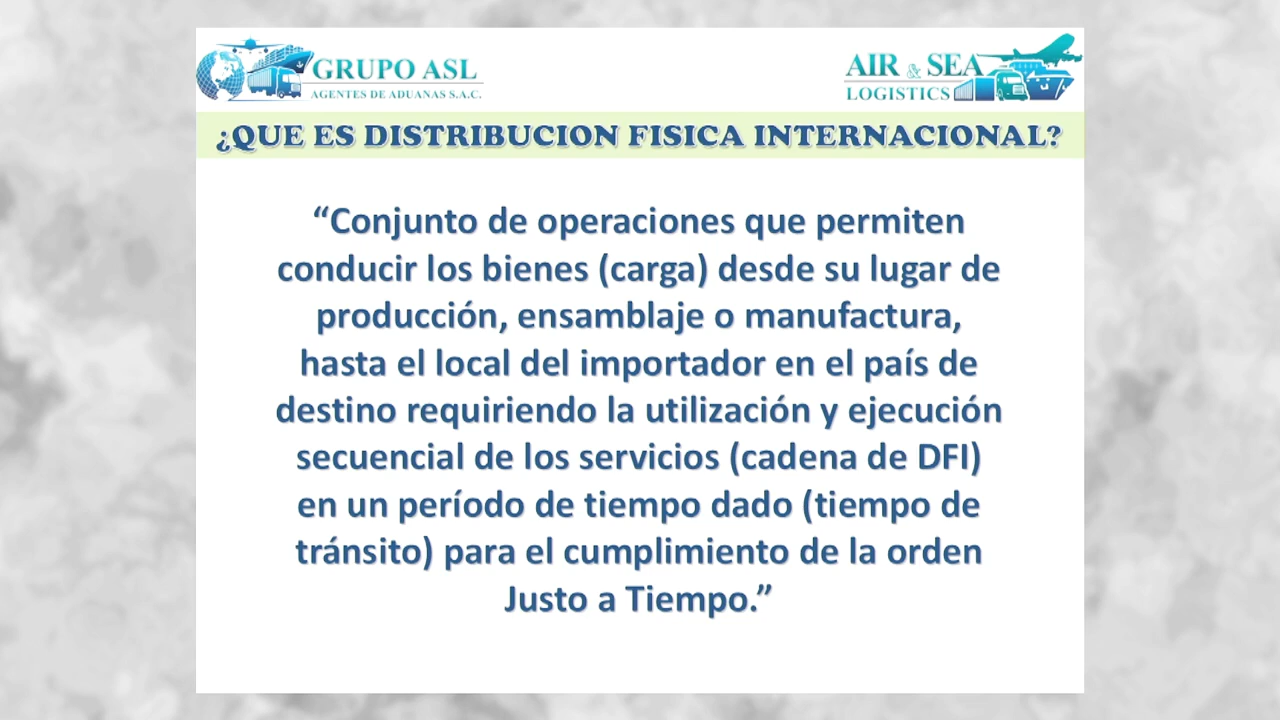 GRUPO ASL
AGENTES DE ADUANAS S.A.C.
AIR & SEA
LOGISTICS
¿QUE ES DISTRIBUCION FISICA INTERNACIONAL?
“Conjunto de operaciones que permiten
conducir los bienes (carga) desde su lugar de
producción, ensamblaje o manufactura,
hasta el local del importador en el país de
destino requiriendo la utilización y ejecución
secuencial de los servicios (cadena de DFI)
en un período de tiempo dado (tiempo de
tránsito) para el cumplimiento de la orden
Justo a Tiempo.”